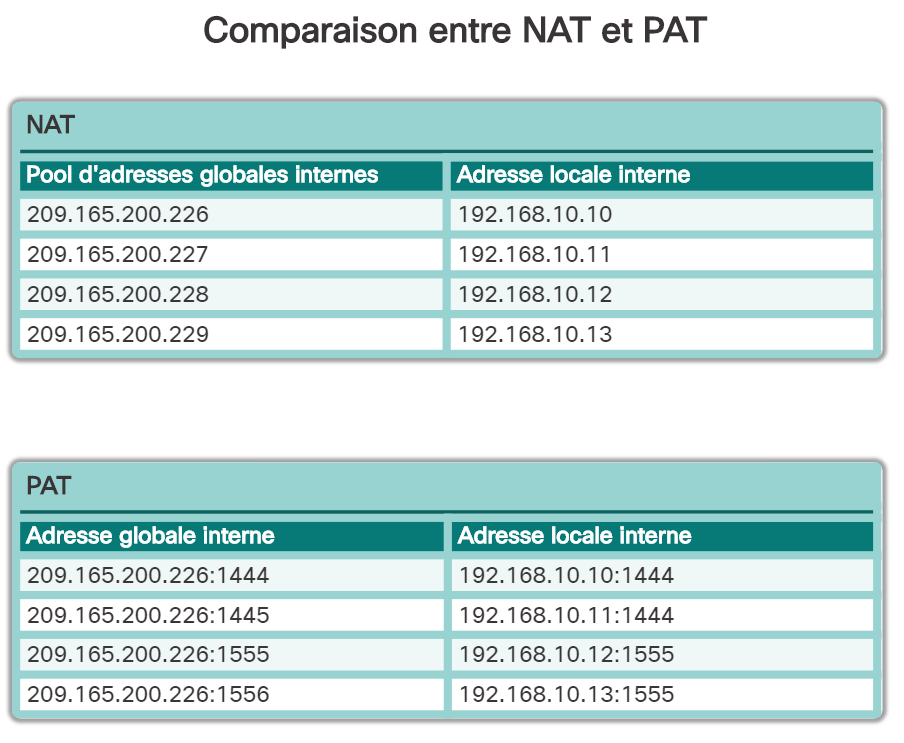 Comparaison entre NAT et PAT
NAT
Pool d'adresses globales internes Adresse locale interne
209.165.200.226 192.168.10.10
209.165.200.227 192.168.10.11
209.165.200.228 192.168.10.12
209.165.200.229 192.168.10.13
PAT
Adresse globale interne Adresse locale interne
209.165.200.226:1444 192.168.10.10:1444
209.165.200.226:1445 192.168.10.11:1444
209.165.200.226:1555 192.168.10.12:1555
209.165.200.226:1556 192.168.10.13:1555